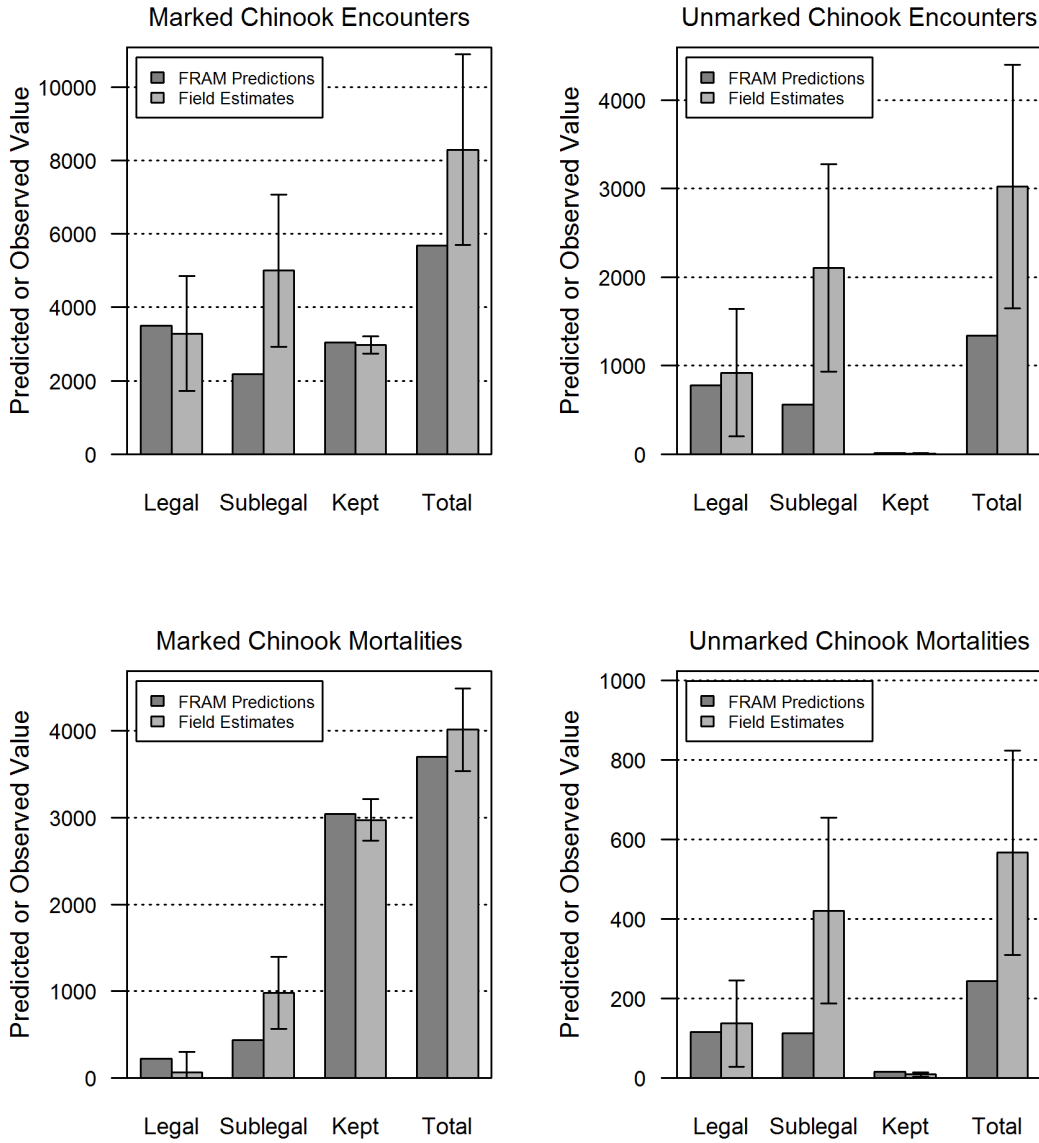 Marked Chinook Encounters
Predicted or Observed Value
10000
8000
6000
4000
2000
0
FRAM Predictions
Field Estimates
Legal Sublegal Kept Total
Unmarked Chinook Encounters
Predicted or Observed Value
4000
3000
2000
1000
0
FRAM Predictions
Field Estimates
Legal Sublegal Kept Total
Marked Chinook Mortalities
Predicted or Observed Value
4000
3000
2000
1000
0
FRAM Predictions
Field Estimates
Legal Sublegal Kept Total
Unmarked Chinook Mortalities
Predicted or Observed Value
1000
800
600
400
200
0
FRAM Predictions
Field Estimates
Legal Sublegal Kept Total